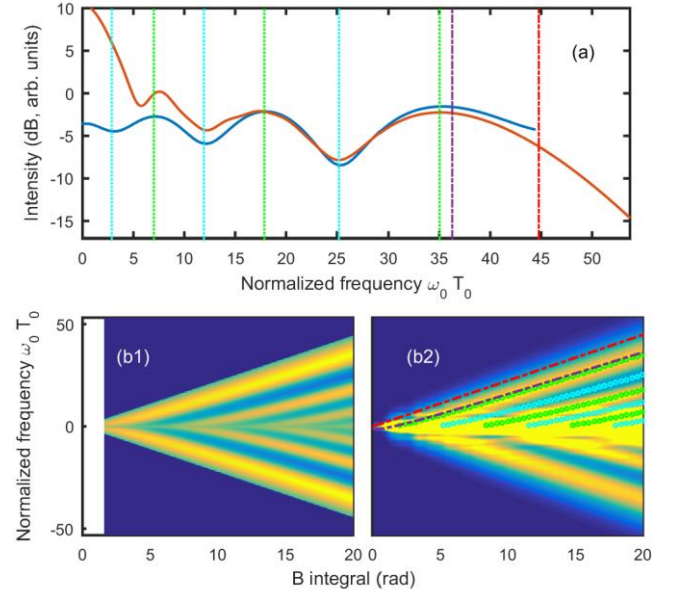 10
5
0
-5
-10
-15
Intensity (dB, arb. units)
(a)
0 5 10 15 20 25 30 35 40 45 50
Normalized frequency ω₀ T₀
50
0
-50
Normalized frequency ω₀ T₀
(b1)
(b2)
0 5 10 15 20 0 5 10 15 20
B integral (rad)